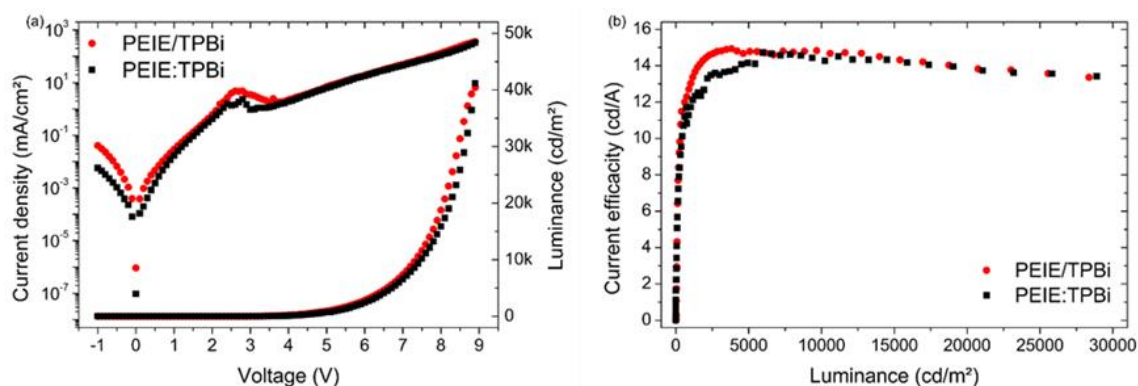 (a)
PEIE/TPBi
PEIE:TPBi
Current density (mA/cm²)
10³
10¹
10⁻¹
10⁻³
10⁻⁵
10⁻⁷
-1 0 1 2 3 4 5 6 7 8 9
Voltage (V)
50k
40k
30k
20k
10k
0
Luminance (cd/m²)
(b)
Current efficacy (cd/A)
16
14
12
10
8
6
4
2
0
PEIE/TPBi
PEIE:TPBi
0 5000 10000 15000 20000 25000 30000
Luminance (cd/m²)